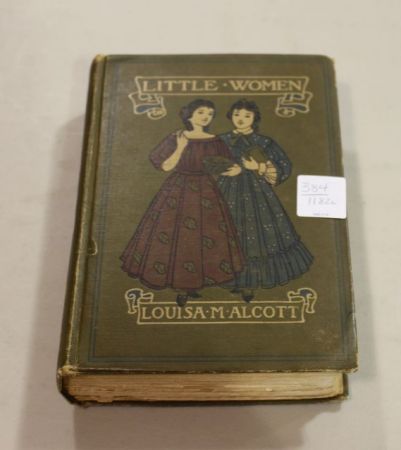 LITTLE · WOMEN
384
LOUISA · M · ALCOTT